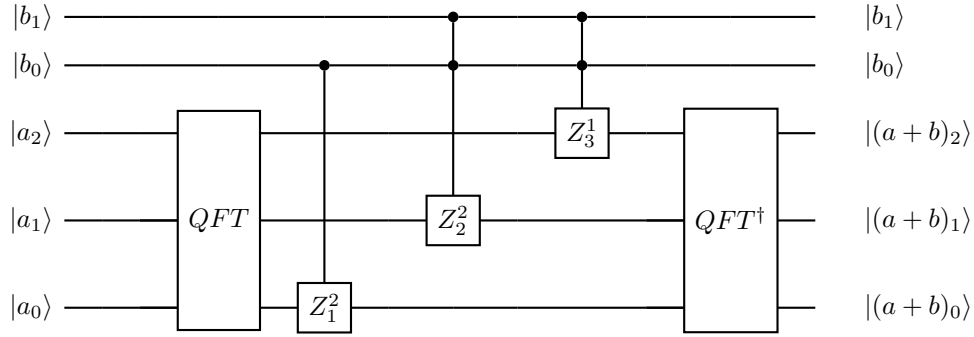 |b₁⟩ |b₁⟩
|b₀⟩ |b₀⟩
|a₂⟩ Z₃¹ |(a + b)₂⟩
|a₁⟩ QFT Z₂² QFT† |(a + b)₁⟩
|a₀⟩ Z₁² |(a + b)₀⟩